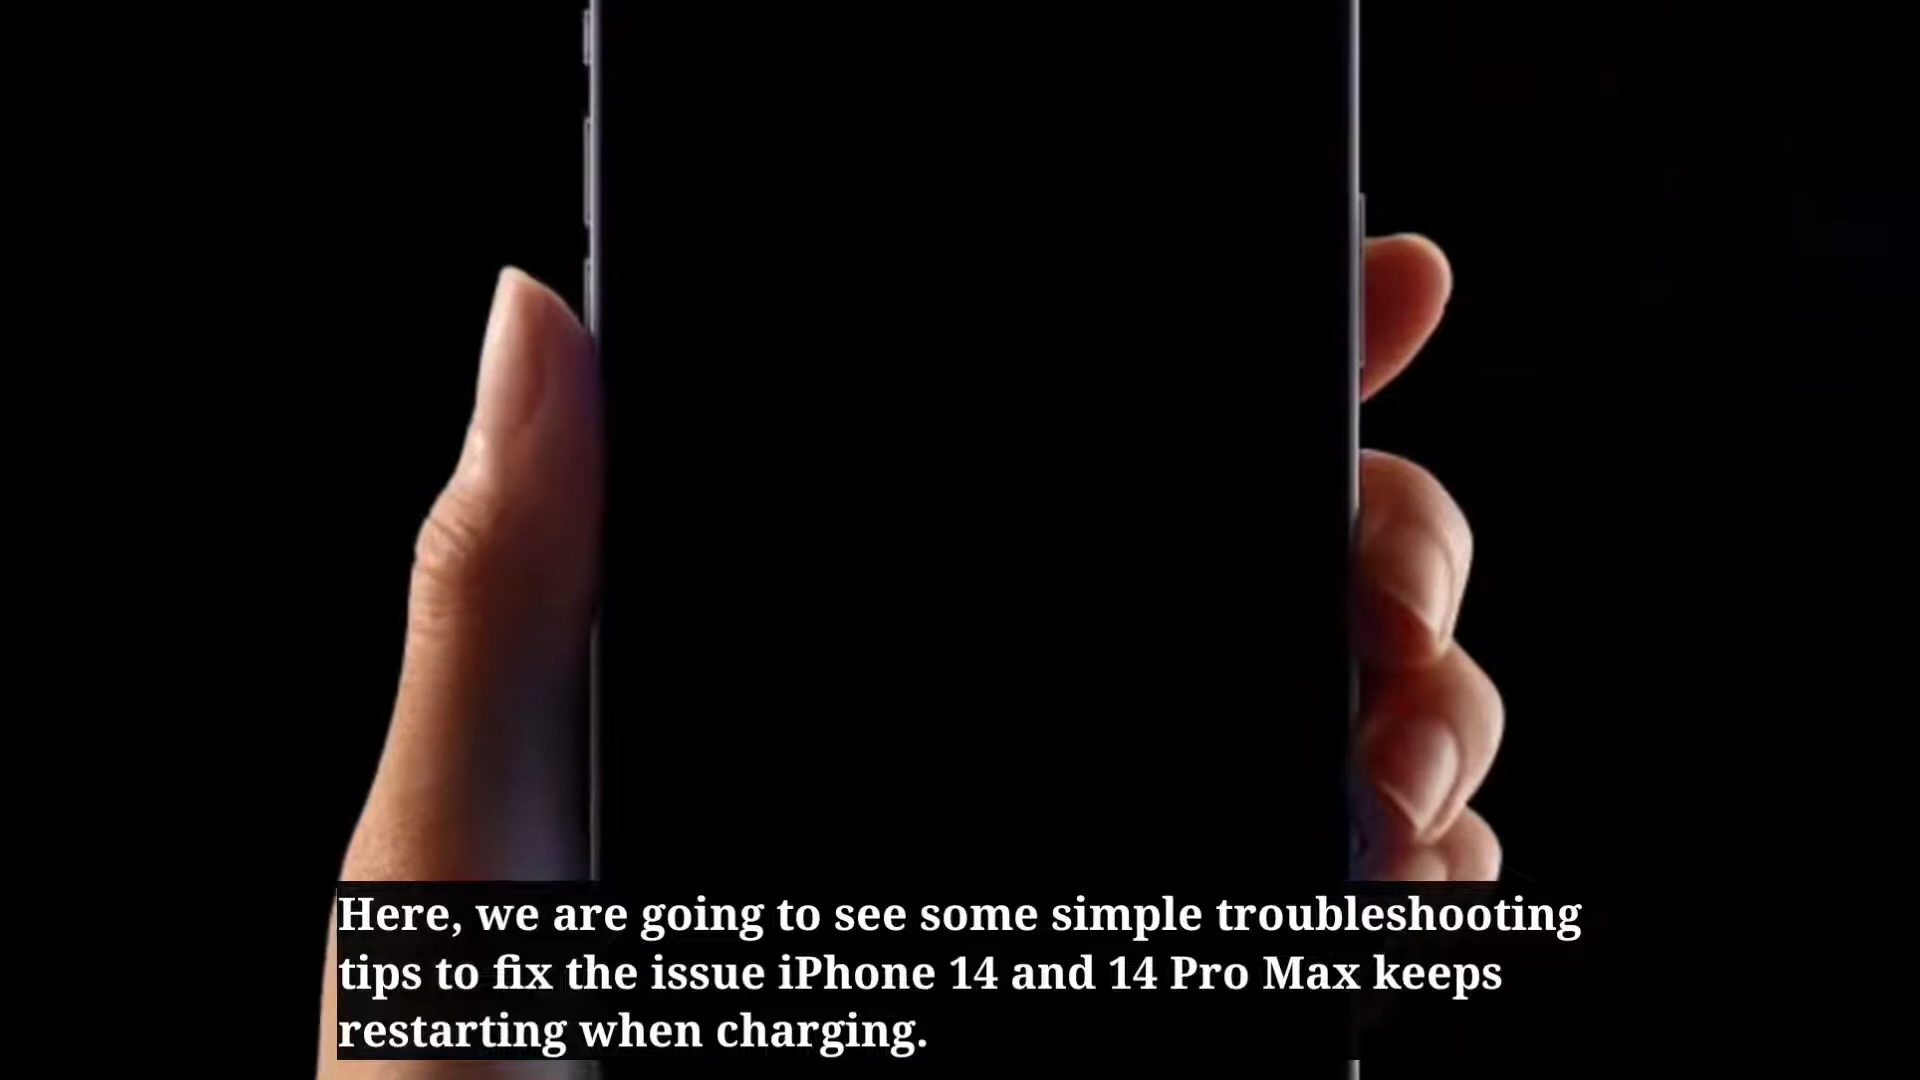 Here, we are going to see some simple troubleshooting
tips to fix the issue iPhone 14 and 14 Pro Max keeps
restarting when charging.